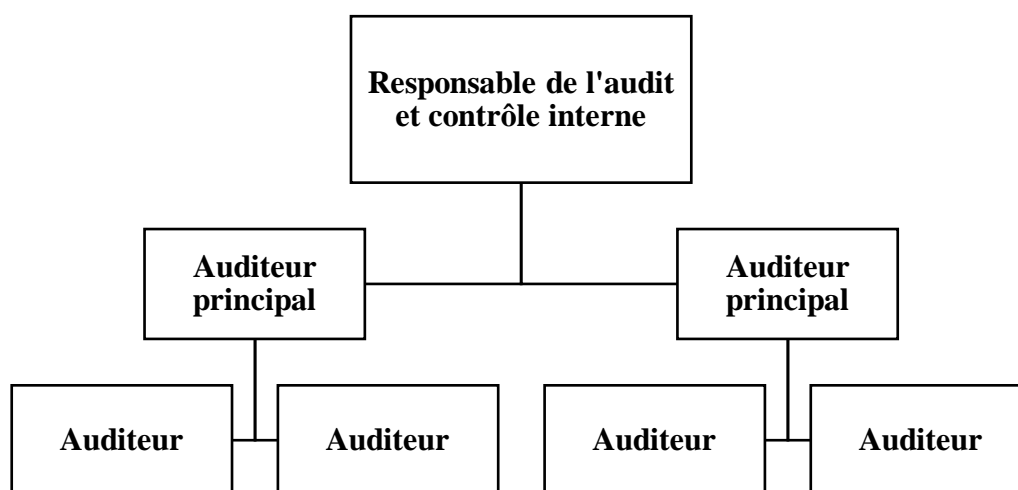 Responsable de l'audit
et contrôle interne
Auditeur
principal
Auditeur
principal
Auditeur
Auditeur
Auditeur
Auditeur